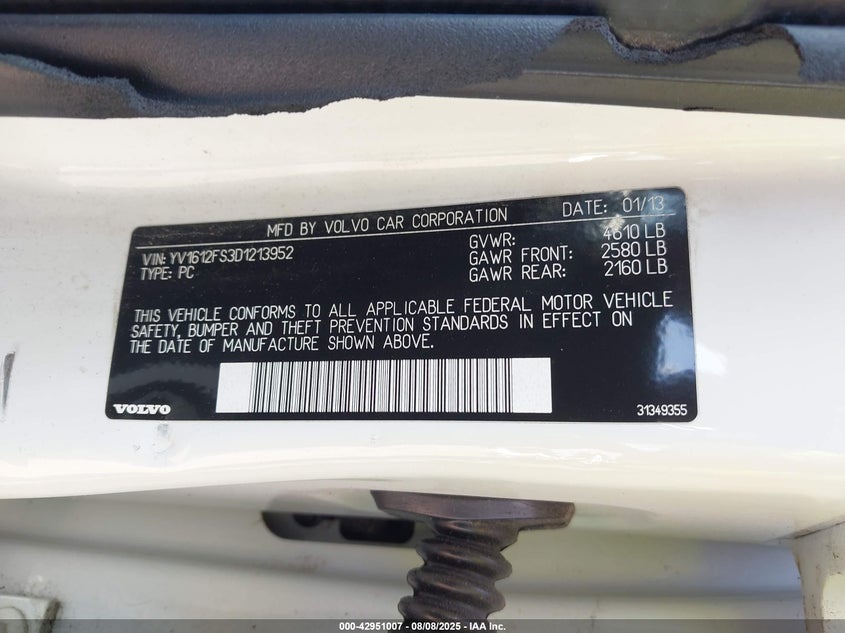 MFD BY VOLVO CAR CORPORATION DATE: 01/13
VIN: YV1612FS3D1213952 GVWR: 4610 LB
TYPE: PC GAWR FRONT: 2580 LB
GAWR REAR: 2160 LB
THIS VEHICLE CONFORMS TO ALL APPLICABLE FEDERAL MOTOR VEHICLE
SAFETY, BUMPER AND THEFT PREVENTION STANDARDS IN EFFECT ON
THE DATE OF MANUFACTURE SHOWN ABOVE.
VOLVO 31349355
000-42951007 - 08/08/2025 - IAA Inc.